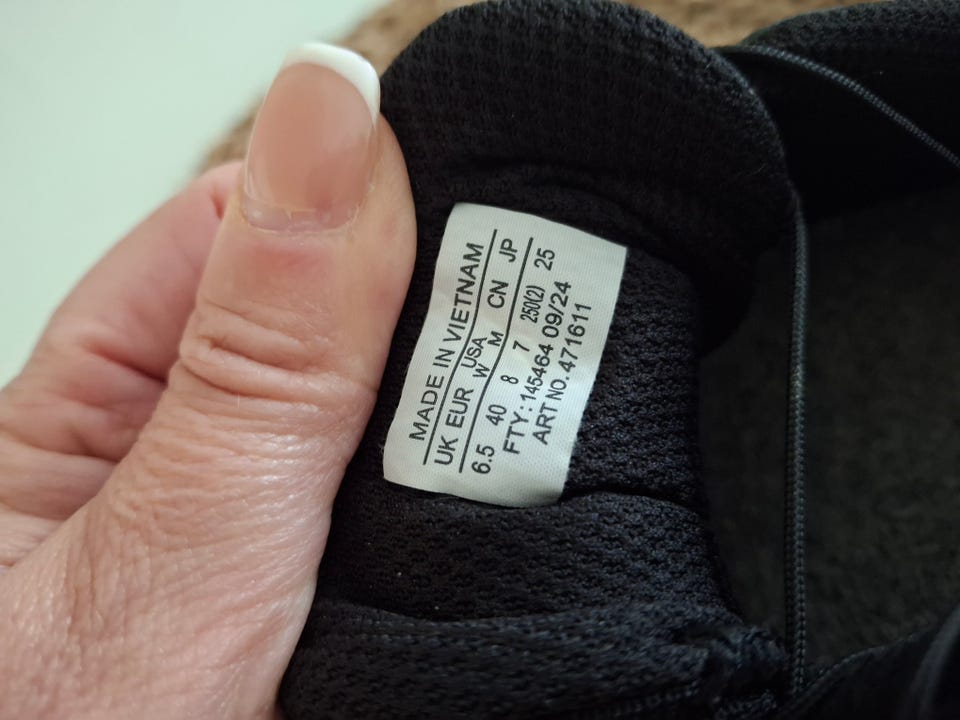 MADE IN VIETNAM
UK EUR USA CN JP
W M
6.5 40 8 7 250(2) 25
FTY: 145464 09/24
ART NO. 471611